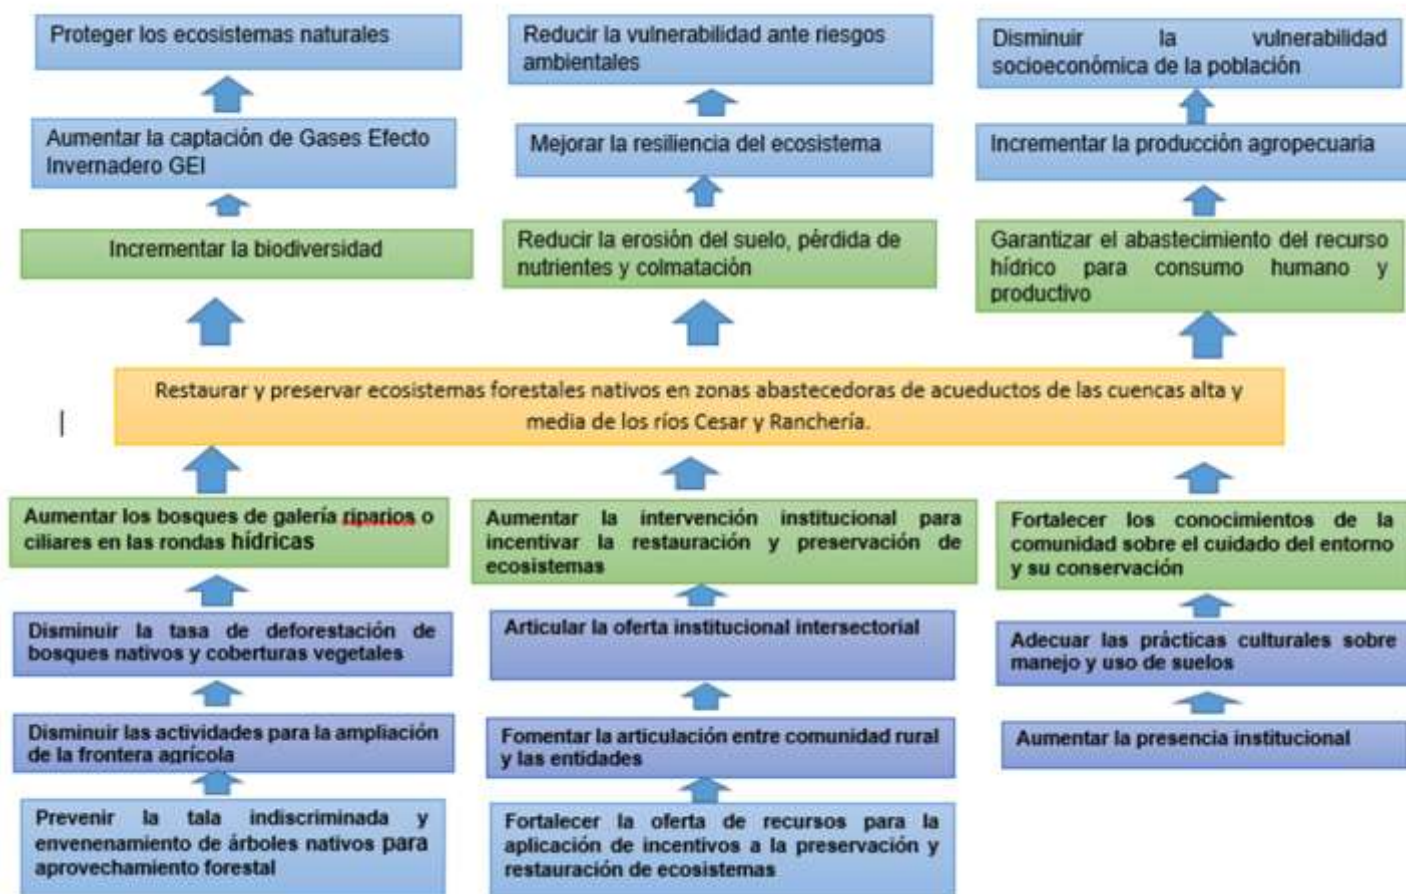 Proteger los ecosistemas naturales
Reducir la vulnerabilidad ante riesgos
ambientales
Disminuir la vulnerabilidad
socioeconómica de la población
Aumentar la captación de Gases Efecto
Invernadero GEI
Mejorar la resiliencia del ecosistema
Incrementar la producción agropecuaria
Incrementar la biodiversidad
Reducir la erosión del suelo, pérdida de
nutrientes y colmatación
Garantizar el abastecimiento del recurso
hídrico para consumo humano y
productivo
Restaurar y preservar ecosistemas forestales nativos en zonas abastecedoras de acueductos de las cuencas alta y
media de los ríos Cesar y Ranchería.
Aumentar los bosques de galería riparios o
ciliares en las rondas hídricas
Aumentar la intervención institucional para
incentivar la restauración y preservación de
ecosistemas
Fortalecer los conocimientos de la
comunidad sobre el cuidado del entorno
y su conservación
Disminuir la tasa de deforestación de
bosques nativos y coberturas vegetales
Articular la oferta institucional intersectorial
Adecuar las prácticas culturales sobre
manejo y uso de suelos
Disminuir las actividades para la ampliación
de la frontera agrícola
Fomentar la articulación entre comunidad rural
y las entidades
Aumentar la presencia institucional
Prevenir la tala indiscriminada y
envenenamiento de árboles nativos para
aprovechamiento forestal
Fortalecer la oferta de recursos para la
aplicación de incentivos a la preservación y
restauración de ecosistemas